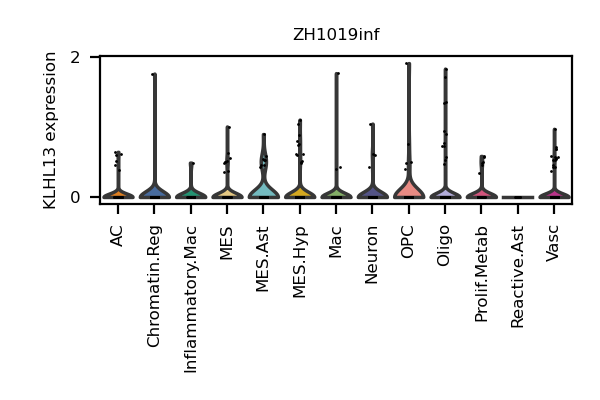 ZH1019inf
KLHL13 expression
2
0
AC
Chromatin.Reg
Inflammatory.Mac
MES
MES.Ast
MES.Hyp
Mac
Neuron
OPC
Oligo
Prolif.Metab
Reactive.Ast
Vasc